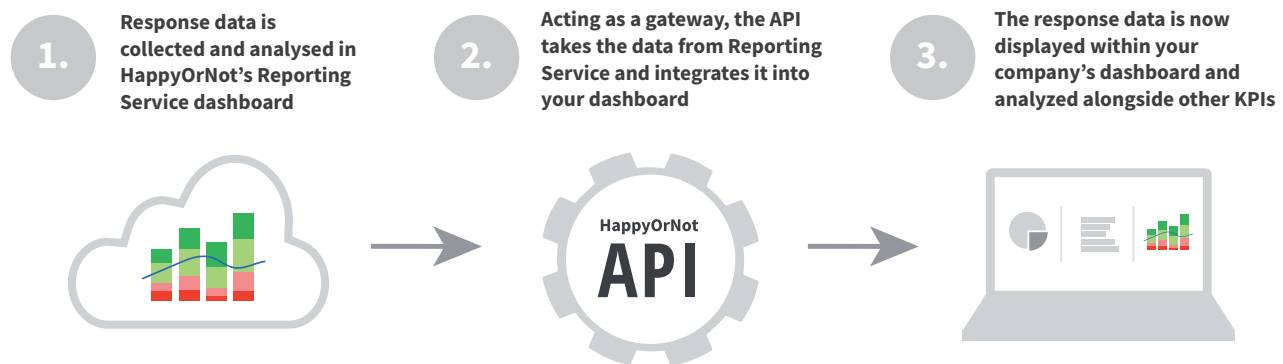 1.
Response data is
collected and analysed in
HappyOrNot's Reporting
Service dashboard
2.
Acting as a gateway, the API
takes the data from Reporting
Service and integrates it into
your dashboard
3.
The response data is now
displayed within your
company's dashboard and
analyzed alongside other KPIs
HappyOrNot
API